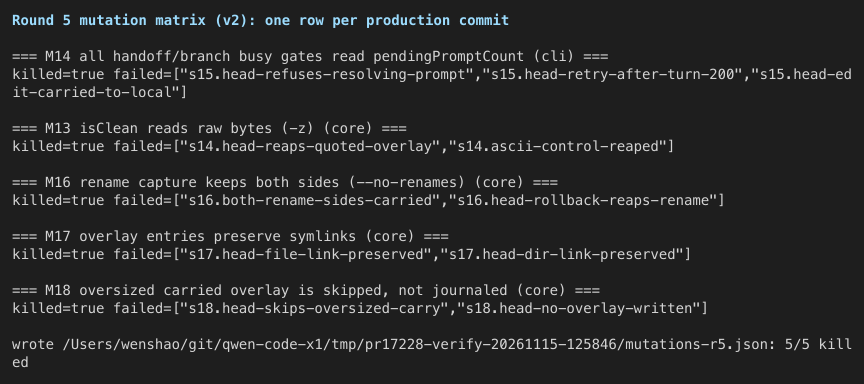 Round 5 mutation matrix (v2): one row per production commit
=== M14 all handoff/branch busy gates read pendingPromptCount (cli) ===
killed=true failed=["s15.head-refuses-resolving-prompt","s15.head-retry-after-turn-200","s15.head-ed
it-carried-to-local"]
=== M13 isClean reads raw bytes (-z) (core) ===
killed=true failed=["s14.head-reaps-quoted-overlay","s14.ascii-control-reaped"]
=== M16 rename capture keeps both sides (--no-renames) (core) ===
killed=true failed=["s16.both-rename-sides-carried","s16.head-rollback-reaps-rename"]
=== M17 overlay entries preserve symlinks (core) ===
killed=true failed=["s17.head-file-link-preserved","s17.head-dir-link-preserved"]
=== M18 oversized carried overlay is skipped, not journaled (core) ===
killed=true failed=["s18.head-skips-oversized-carry","s18.head-no-overlay-written"]
wrote /Users/wenshao/git/qwen-code-x1/tmp/pr17228-verify-20261115-125846/mutations-r5.json: 5/5 kill
ed